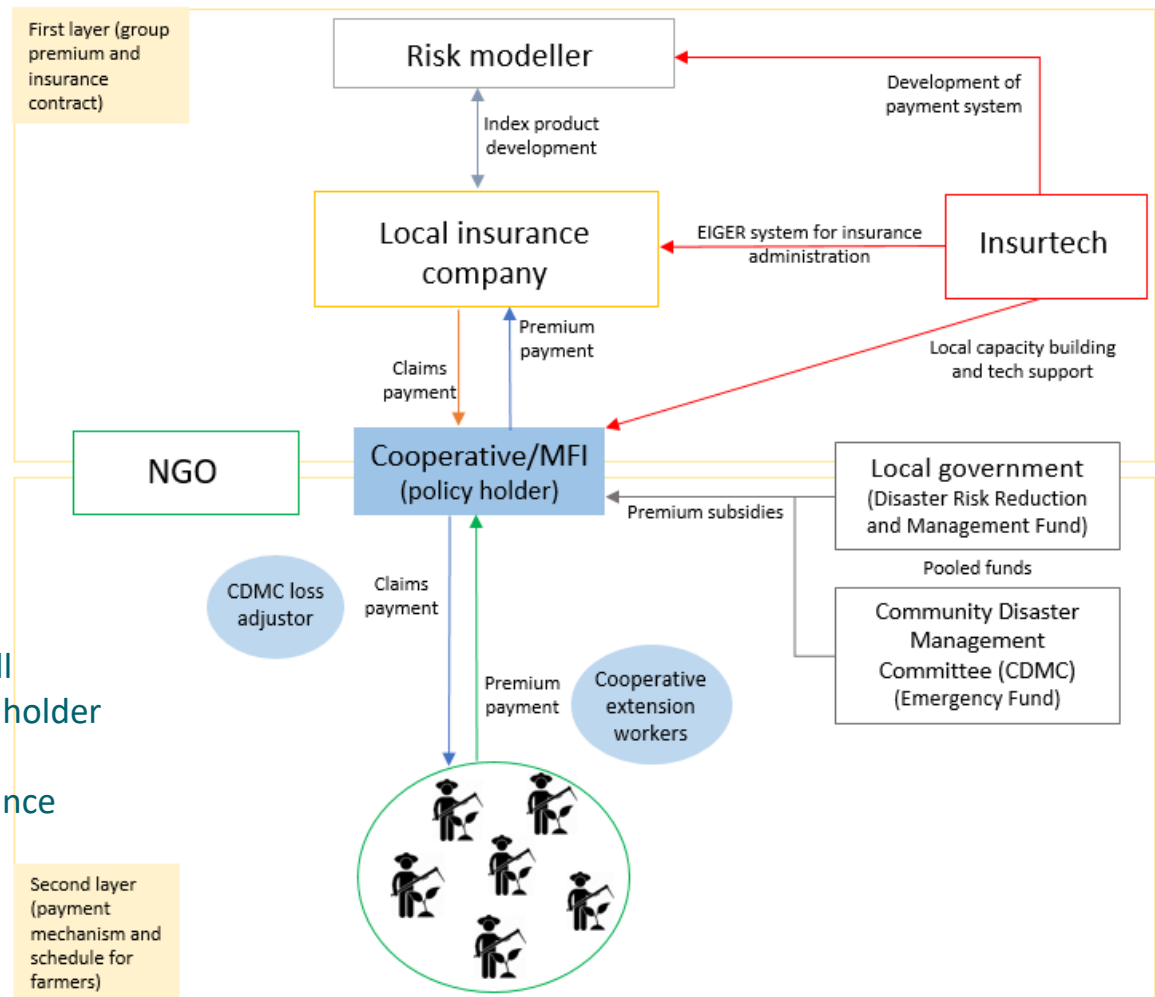 First layer (group
premium and
insurance
contract)
Risk modeller
Development of
payment system
Index product
development
Local insurance
company
EIGER system for insurance
administration
Insurtech
Premium
payment
Claims
payment
Local capacity building
and tech support
NGO
Cooperative/MFI
(policy holder)
Local government
(Disaster Risk Reduction
and Management Fund)
Premium subsidies
Pooled funds
CDMC loss
adjustor
Claims
payment
Community Disaster
Management
Committee (CDMC)
(Emergency Fund)
holder
Premium
payment
Cooperative
extension
workers
Second layer
(payment
mechanism and
schedule for
farmers)